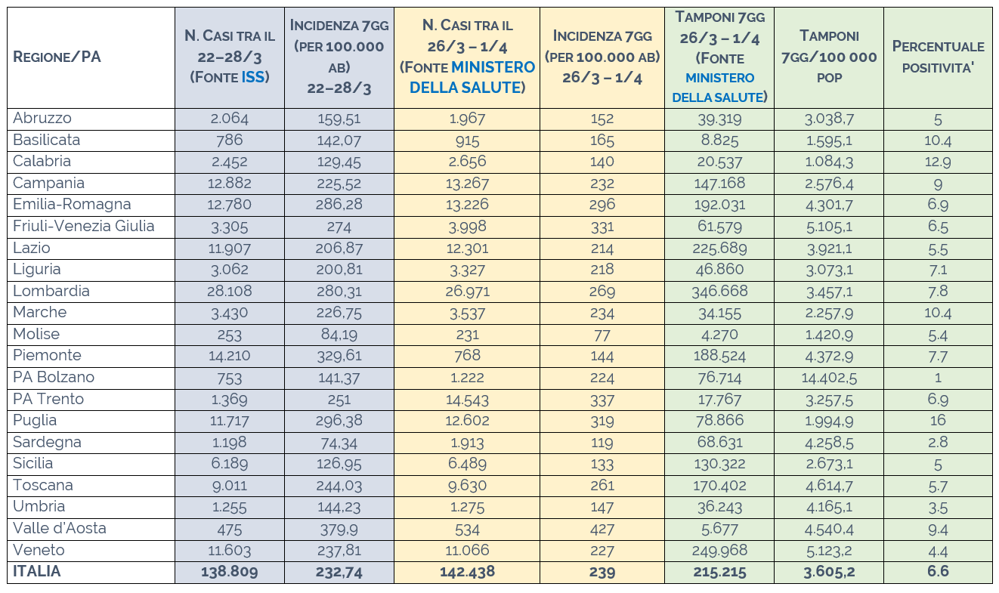 REGIONE/PA | N. CASI TRA IL 22–28/3 (FONTE ISS) | INCIDENZA 7GG (PER 100.000 AB) 22–28/3 | N. CASI TRA IL 26/3 – 1/4 (FONTE MINISTERO DELLA SALUTE) | INCIDENZA 7GG (PER 100.000 AB) 26/3 – 1/4 | TAMPONI 7GG 26/3 – 1/4 (FONTE MINISTERO DELLA SALUTE) | TAMPONI 7GG/100 000 POP | PERCENTUALE POSITIVITA'
Abruzzo | 2.064 | 159,51 | 1.967 | 152 | 39.319 | 3.038,7 | 5
Basilicata | 786 | 142,07 | 915 | 165 | 8.825 | 1.595,1 | 10.4
Calabria | 2.452 | 129,45 | 2.656 | 140 | 20.537 | 1.084,3 | 12.9
Campania | 12.882 | 225,52 | 13.267 | 232 | 147.168 | 2.576,4 | 9
Emilia-Romagna | 12.780 | 286,28 | 13.226 | 296 | 192.031 | 4.301,7 | 6.9
Friuli-Venezia Giulia | 3.305 | 274 | 3.998 | 331 | 61.579 | 5.105,1 | 6.5
Lazio | 11.907 | 206,87 | 12.301 | 214 | 225.689 | 3.921,1 | 5.5
Liguria | 3.062 | 200,81 | 3.327 | 218 | 46.860 | 3.073,1 | 7.1
Lombardia | 28.108 | 280,31 | 26.971 | 269 | 346.668 | 3.457,1 | 7.8
Marche | 3.430 | 226,75 | 3.537 | 234 | 34.155 | 2.257,9 | 10.4
Molise | 253 | 84,19 | 231 | 77 | 4.270 | 1.420,9 | 5.4
Piemonte | 14.210 | 329,61 | 768 | 144 | 188.524 | 4.372,9 | 7.7
PA Bolzano | 753 | 141,37 | 1.222 | 224 | 76.714 | 14.402,5 | 1
PA Trento | 1.369 | 251 | 14.543 | 337 | 17.767 | 3.257,5 | 6.9
Puglia | 11.717 | 296,38 | 12.602 | 319 | 78.866 | 1.994,9 | 16
Sardegna | 1.198 | 74,34 | 1.913 | 119 | 68.631 | 4.258,5 | 2.8
Sicilia | 6.189 | 126,95 | 6.489 | 133 | 130.322 | 2.673,1 | 5
Toscana | 9.011 | 244,03 | 9.630 | 261 | 170.402 | 4.614,7 | 5.7
Umbria | 1.255 | 144,23 | 1.275 | 147 | 36.243 | 4.165,1 | 3.5
Valle d'Aosta | 475 | 379,9 | 534 | 427 | 5.677 | 4.540,4 | 9.4
Veneto | 11.603 | 237,81 | 11.066 | 227 | 249.968 | 5.123,2 | 4.4
ITALIA | 138.809 | 232,74 | 142.438 | 239 | 215.215 | 3.605,2 | 6.6